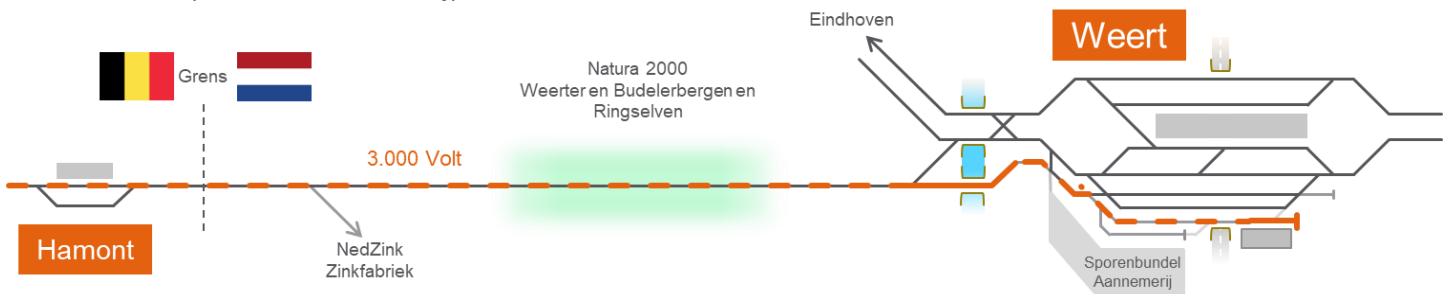 Eindhoven
Weert
Grens
Natura 2000
Weerter en Budelerbergen en
Ringselven
3.000 Volt
Hamont
NedZink
Zinkfabriek
Sporenbundel
Aannemerij